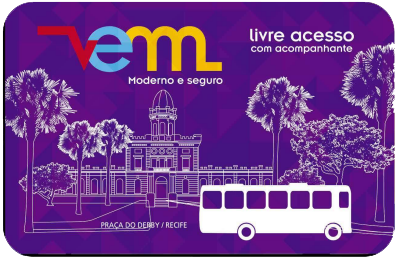 vem
Moderno e seguro
livre acesso
com acompanhante
PRAÇA DO DERBY / RECIFE